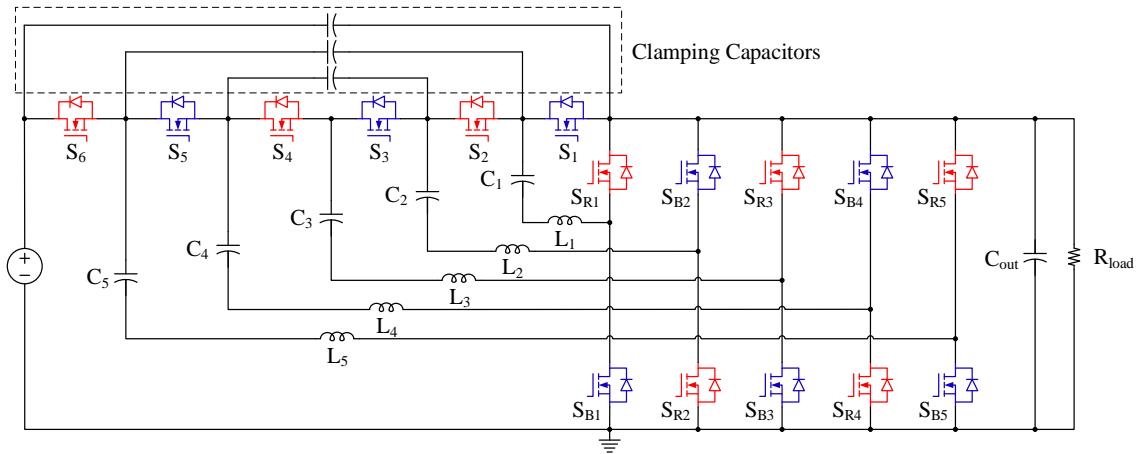 Clamping Capacitors
S6
S5
S4
S3
S2
S1
C1
C2
C3
C4
C5
L1
L2
L3
L4
L5
SR1
SB2
SR3
SB4
SR5
SB1
SR2
SB3
SR4
SB5
Cout
Rload